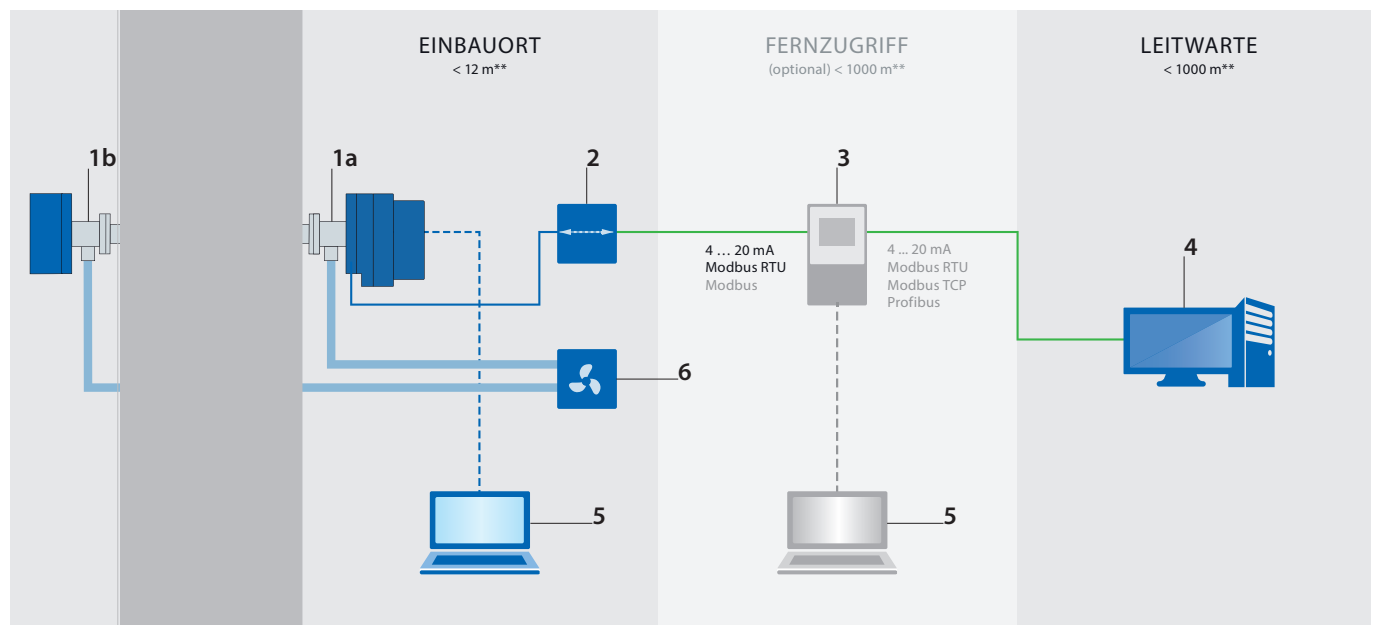 EINBAUORT
< 12 m**
FERNZUGRIFF
(optional) < 1000 m**
LEITWARTE
< 1000 m**
1b
1a
2
3
4 … 20 mA
Modbus RTU
Modbus
4 ... 20 mA
Modbus RTU
Modbus TCP
Profibus
4
6
5
5